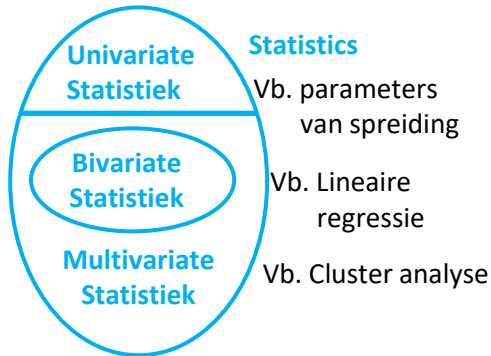 Univariate
Statistiek
Statistics
Vb. parameters
van spreiding
Bivariate
Statistiek
Vb. Lineaire
regressie
Multivariate
Statistiek
Vb. Cluster analyse